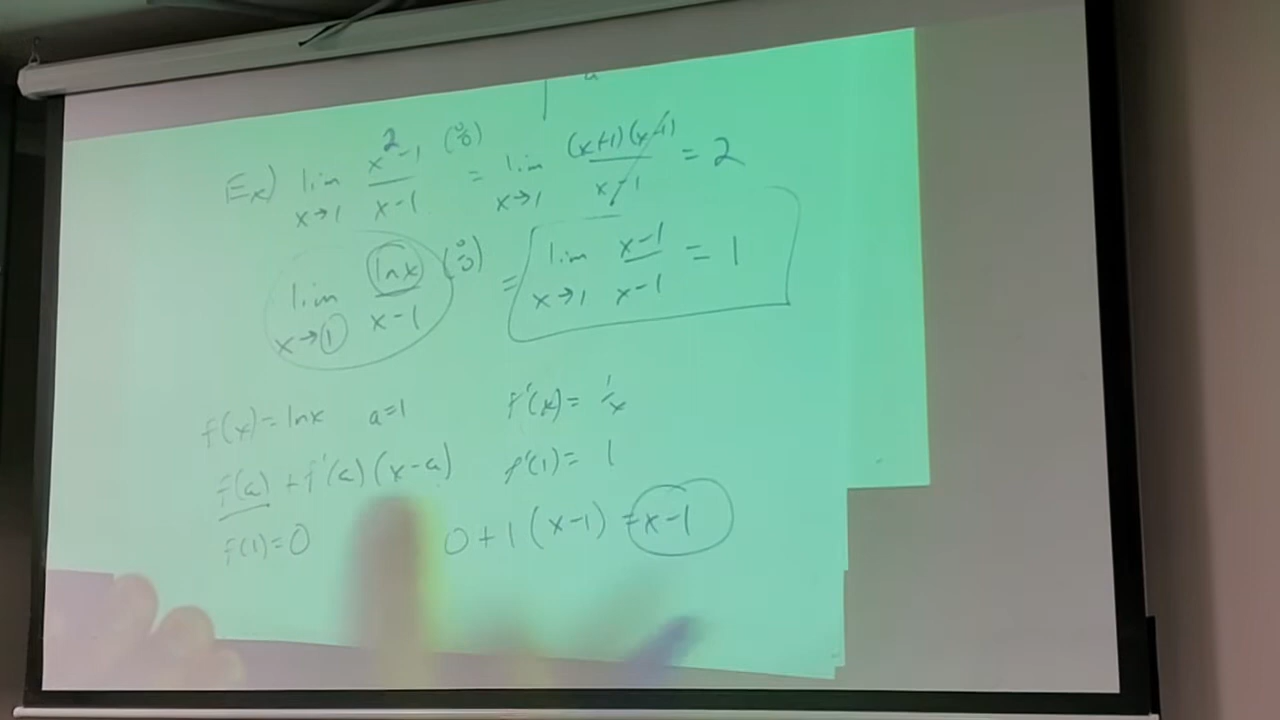 a
Ex) lim x→1 x²-1 / x-1 (0/0) = lim x→1 (x+1)(x-1) / x-1 = 2
lim x→1 lnx / x-1 (0/0) = lim x→1 x-1 / x-1 = 1
f(x)=lnx a=1 f'(x)= 1/x
f(a)+f'(a)(x-a) f'(1)= 1
f(1)=0 0+1(x-1) =x-1